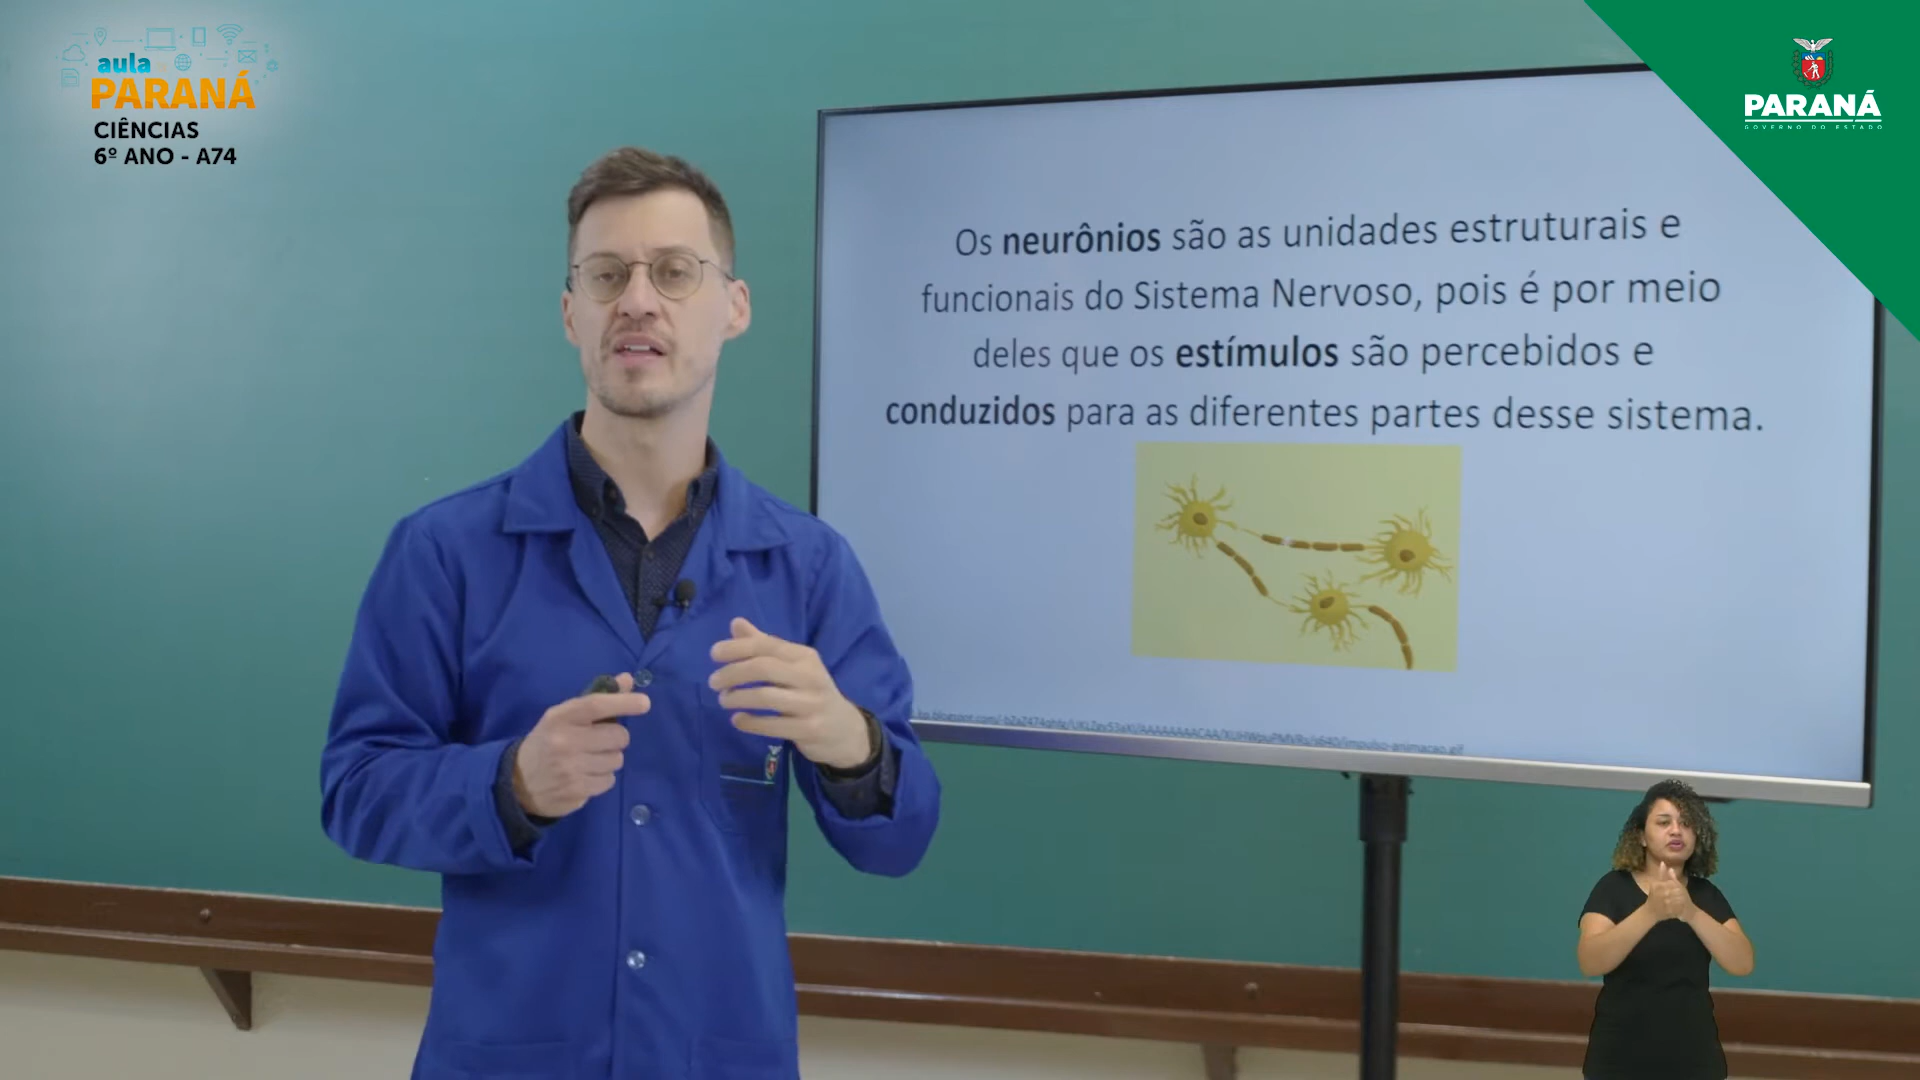 aula
PARANÁ
CIÊNCIAS
6º ANO - A74
PARANÁ
GOVERNO DO ESTADO
Os neurônios são as unidades estruturais e
funcionais do Sistema Nervoso, pois é por meio
deles que os estímulos são percebidos e
conduzidos para as diferentes partes desse sistema.